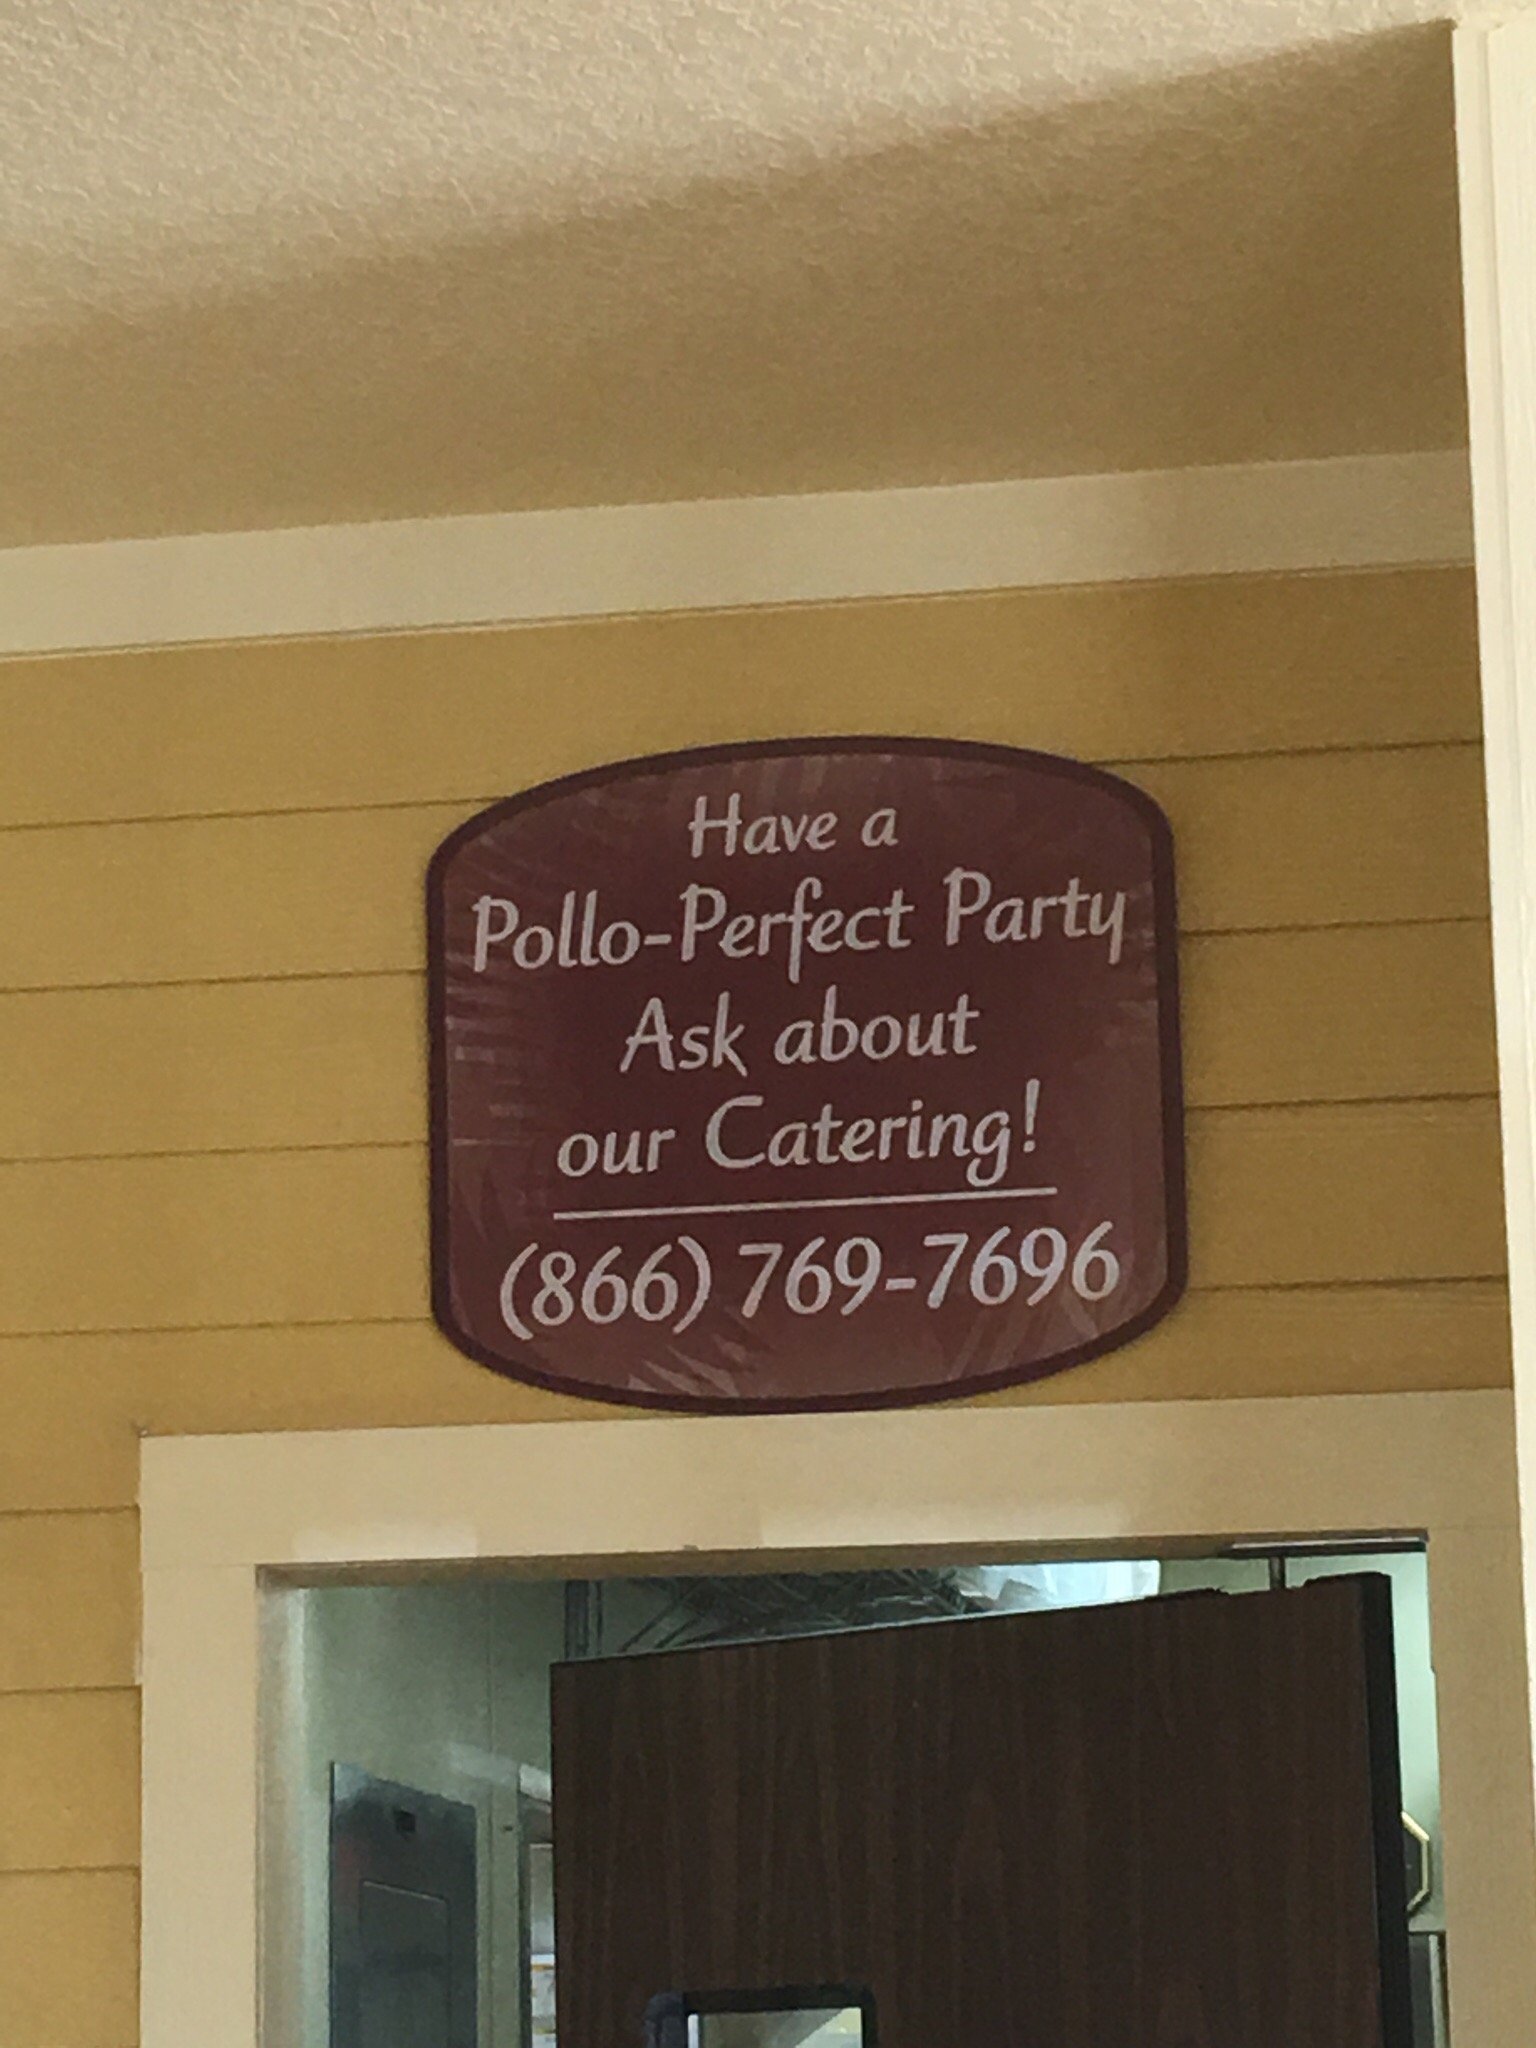 Have a
Pollo-Perfect Party
Ask about
our Catering!
(866) 769-7696